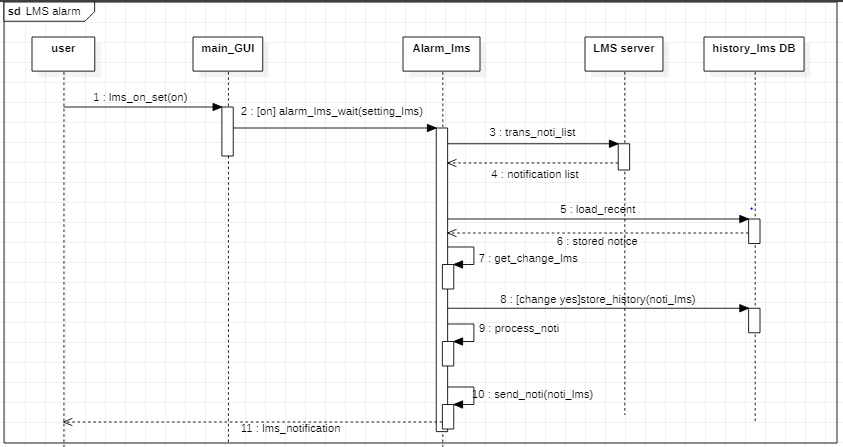 sd LMS alarm
user
main_GUI
Alarm_lms
LMS server
history_lms DB
1 : lms_on_set(on)
2 : [on] alarm_lms_wait(setting_lms)
3 : trans_noti_list
4 : notification list
5 : load_recent
6 : stored notice
7 : get_change_lms
8 : [change yes]store_history(noti_lms)
9 : process_noti
10 : send_noti(noti_lms)
11 : lms_notification